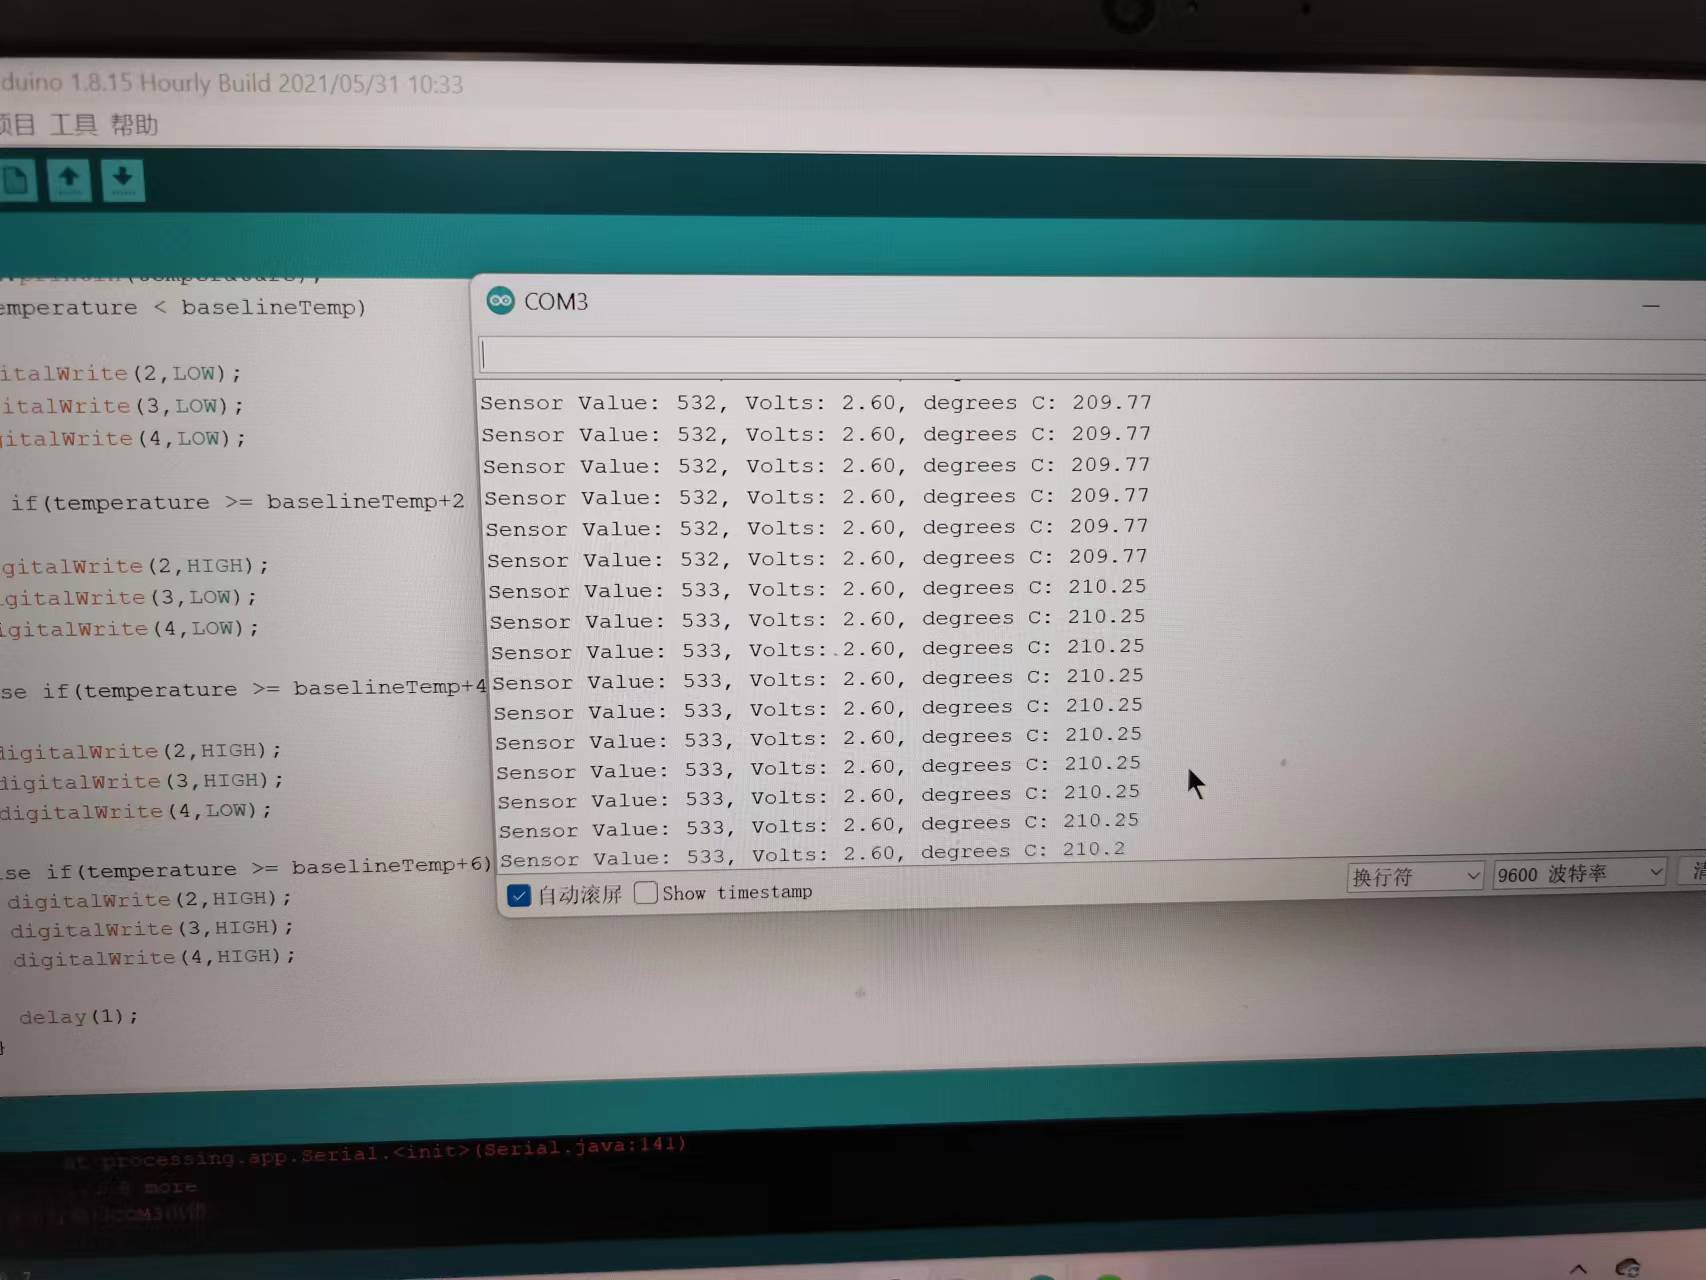 duino 1.8.15 Hourly Build 2021/05/31 10:33
项目 工具 帮助
emperature < baselineTemp)
italWrite(2,LOW);
italWrite(3,LOW);
gitalWrite(4,LOW);
if(temperature >= baselineTemp+2
gitalWrite(2,HIGH);
gitalWrite(3,LOW);
igitalWrite(4,LOW);
se if(temperature >= baselineTemp+4
digitalWrite(2,HIGH);
digitalWrite(3,HIGH);
digitalWrite(4,LOW);
se if(temperature >= baselineTemp+6)
digitalWrite(2,HIGH);
digitalWrite(3,HIGH);
digitalWrite(4,HIGH);
delay(1);
}
COM3
Sensor Value: 532, Volts: 2.60, degrees C: 209.77
Sensor Value: 532, Volts: 2.60, degrees C: 209.77
Sensor Value: 532, Volts: 2.60, degrees C: 209.77
Sensor Value: 532, Volts: 2.60, degrees C: 209.77
Sensor Value: 532, Volts: 2.60, degrees C: 209.77
Sensor Value: 532, Volts: 2.60, degrees C: 209.77
Sensor Value: 533, Volts: 2.60, degrees C: 210.25
Sensor Value: 533, Volts: 2.60, degrees C: 210.25
Sensor Value: 533, Volts: 2.60, degrees C: 210.25
Sensor Value: 533, Volts: 2.60, degrees C: 210.25
Sensor Value: 533, Volts: 2.60, degrees C: 210.25
Sensor Value: 533, Volts: 2.60, degrees C: 210.25
Sensor Value: 533, Volts: 2.60, degrees C: 210.25
Sensor Value: 533, Volts: 2.60, degrees C: 210.25
Sensor Value: 533, Volts: 2.60, degrees C: 210.25
Sensor Value: 533, Volts: 2.60, degrees C: 210.2
自动滚屏 Show timestamp 换行符 9600 波特率 清
at processing.app.Serial.<init>(Serial.java:141)
more
COM3